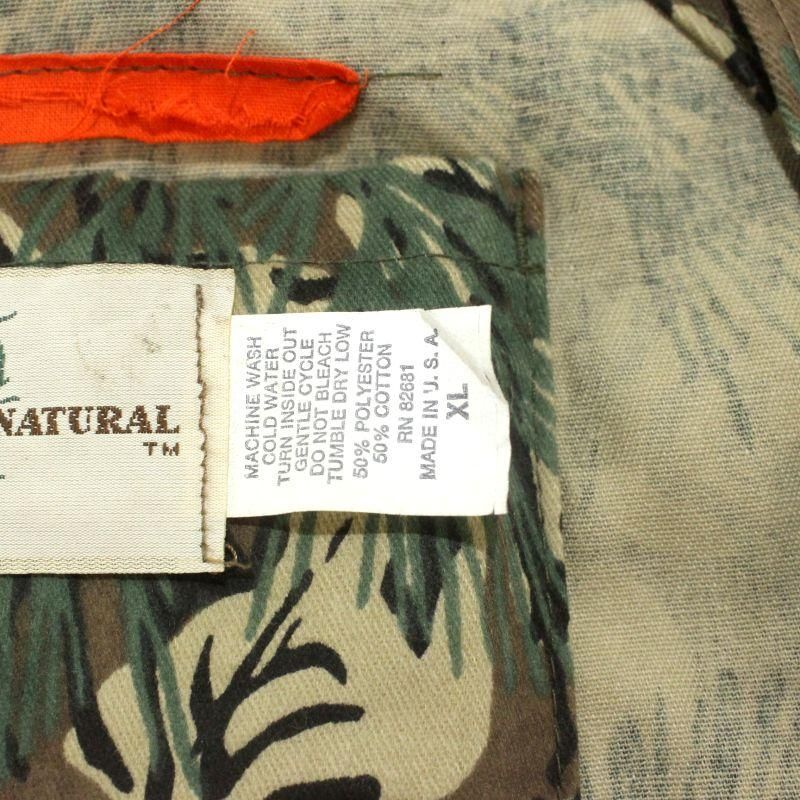 NATURAL
TM
MACHINE WASH
COLD WATER
TURN INSIDE OUT
GENTLE CYCLE
DO NOT BLEACH
TUMBLE DRY LOW
50% POLYESTER
50% COTTON
RN 82681
MADE IN U.S.A.
XL